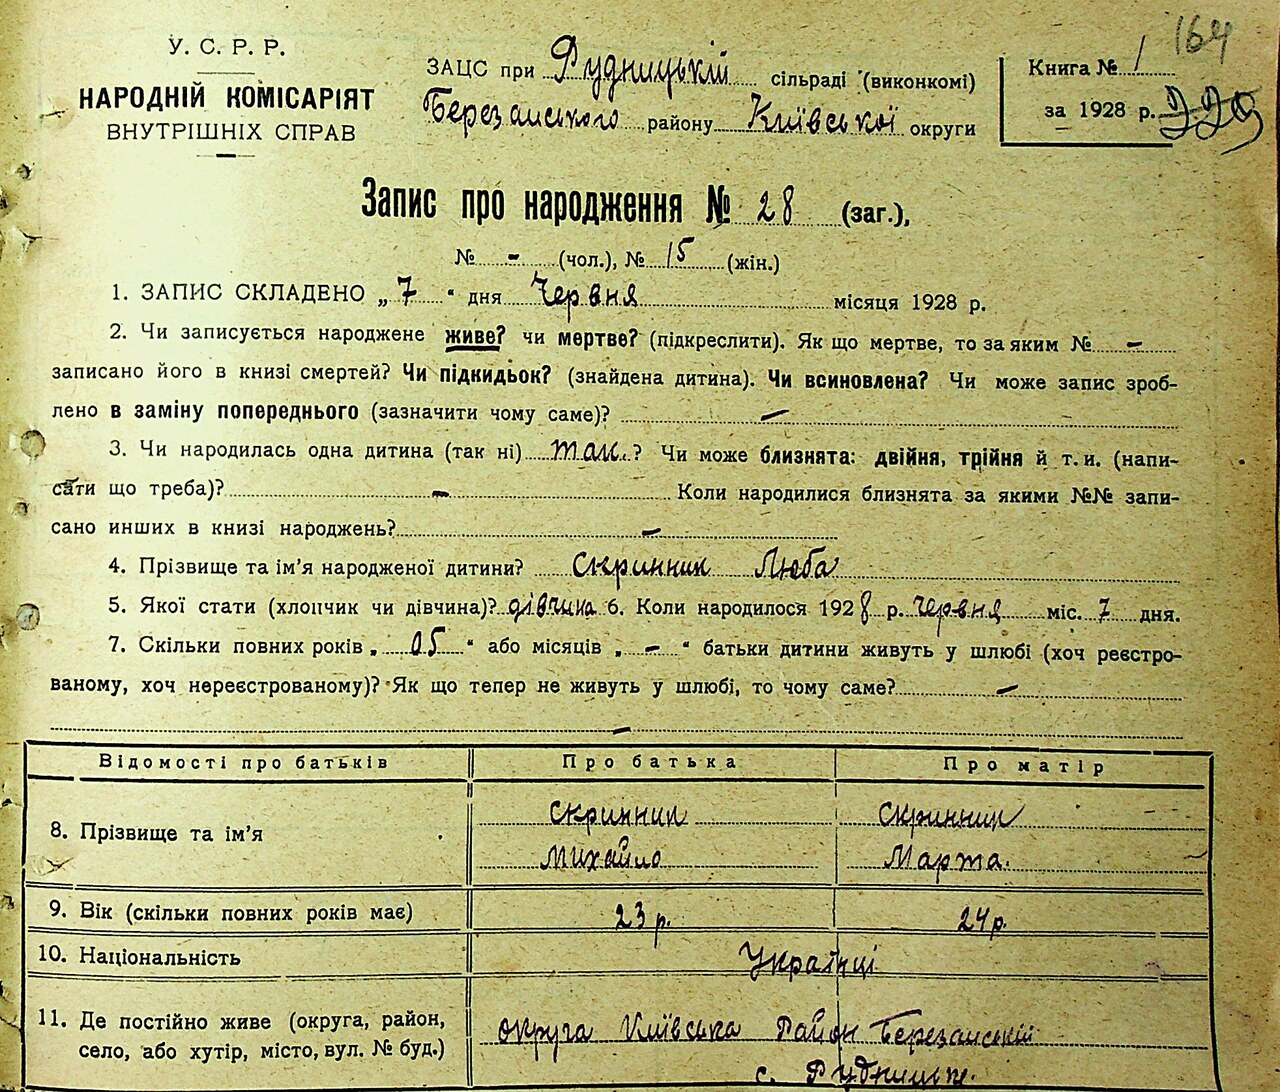 164
У. С. Р. Р.
НАРОДНІЙ КОМІСАРІЯТ
ВНУТРІШНІХ СПРАВ
ЗАЦС при Рудницькій сільраді (виконкомі)
Березанського району Київської округи
Книга № 1
за 1928 р. 220
Запис про народження № 28 (заг.),
№ - (чол.), № 15 (жін.)
1. ЗАПИС СКЛАДЕНО „ 7 “ дня Червня місяця 1928 р.
2. Чи записується народжене живе? чи мертве? (підкреслити). Як що мертве, то за яким № -
записано його в книзі смертей? Чи підкидьок? (знайдена дитина). Чи всиновлена? Чи може запис зроб-
лено в заміну попереднього (зазначити чому саме)? -
3. Чи народилась одна дитина (так ні) так ? Чи може близнята: двійня, трійня й т. и. (напи-
сати що треба)? - Коли народилися близнята за якими №№ запи-
сано инших в книзі народжень? -
4. Прізвище та ім’я народженої дитини? Скринник Люба
5. Якої стати (хлопчик чи дівчина)? дівчина 6. Коли народилося 1928 р. червня міс. 7 дня.
7. Скільки повних років „ 05 “ або місяців „ - “ батьки дитини живуть у шлюбі (хоч реєстро-
ваному, хоч нереєстрованому)? Як що тепер не живуть у шлюбі, то чому саме? -
-
Відомості про батьків Про батька Про матір
8. Прізвище та ім’я Скринник Скринник
Михайло Марта.
9. Вік (скільки повних років має) 23 р. 24 р.
10. Національність Українці
11. Де постійно живе (округа, район, округа Київська Район Березанській
село, або хутір, місто, вул. № буд.) с. Рудницьке.